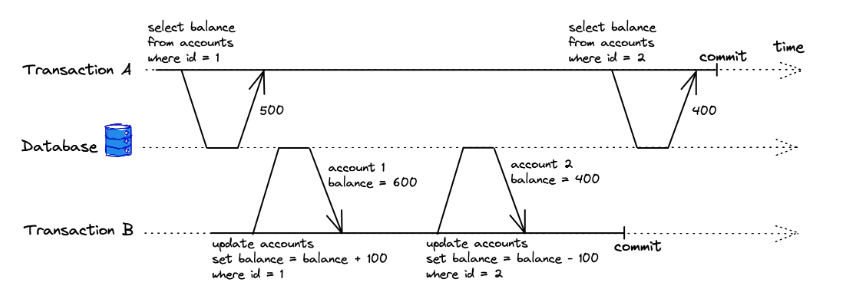 select balance
from accounts
where id = 1
select balance
from accounts
where id = 2
commit
time
Transaction A
500
400
Database
account 1
balance = 600
account 2
balance = 400
Transaction B
update accounts
set balance = balance + 100
where id = 1
update accounts
set balance = balance - 100
where id = 2
commit